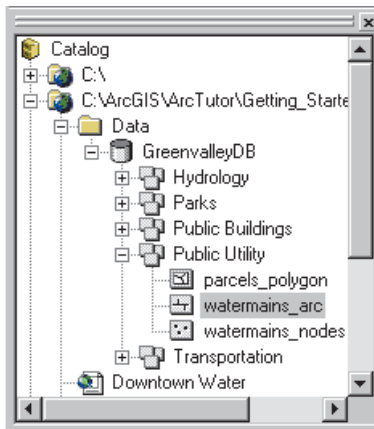 Catalog
C:\
C:\ArcGIS\ArcTutor\Getting_Starte
Data
GreenvalleyDB
Hydrology
Parks
Public Buildings
Public Utility
parcels_polygon
watermains_arc
watermains_nodes
Transportation
Downtown Water